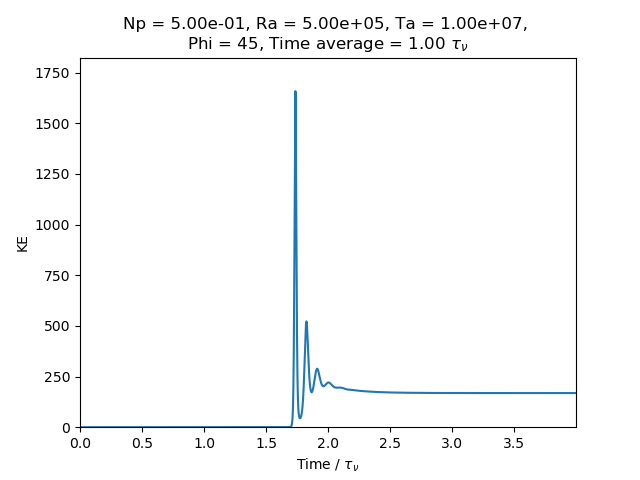 Np = 5.00e-01, Ra = 5.00e+05, Ta = 1.00e+07,
Phi = 45, Time average = 1.00 τν
1750
1500
1250
1000
750
500
250
0
KE
0.0 0.5 1.0 1.5 2.0 2.5 3.0 3.5
Time / τν